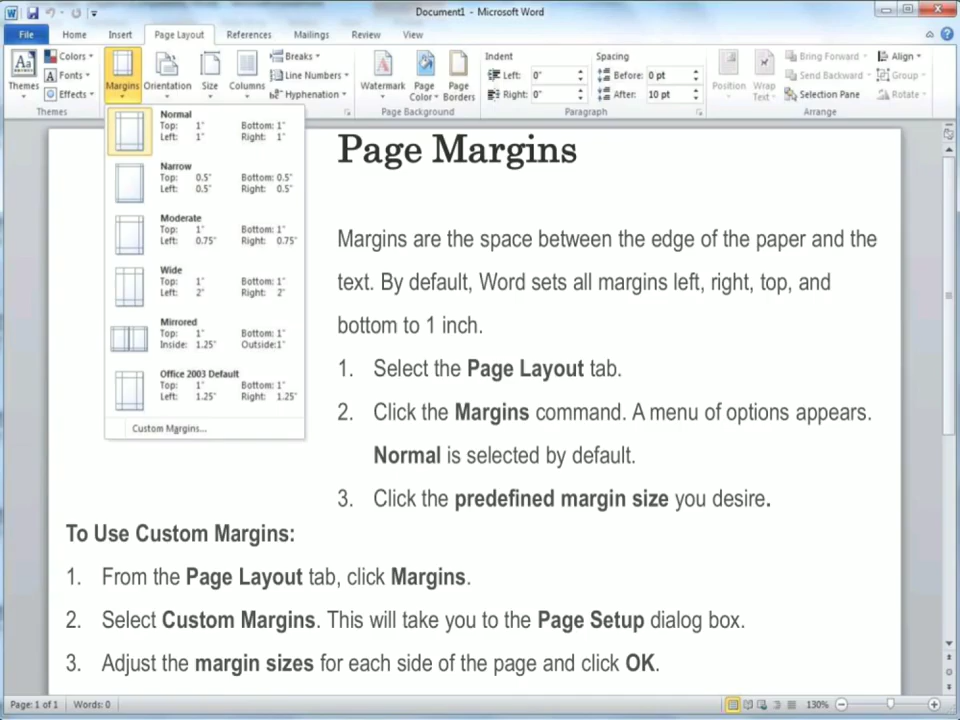 Document1 - Microsoft Word
File Home Insert Page Layout References Mailings Review View
Themes
Colors
Fonts
Effects
Themes
Margins
Orientation
Size
Columns
Breaks
Line Numbers
Hyphenation
Watermark
Page Color
Page Borders
Page Background
Indent
Left: 0"
Right: 0"
Spacing
Before: 0 pt
After: 10 pt
Paragraph
Position
Wrap Text
Bring Forward
Send Backward
Selection Pane
Align
Group
Rotate
Arrange
Normal
Top: 1" Bottom: 1"
Left: 1" Right: 1"
Narrow
Top: 0.5" Bottom: 0.5"
Left: 0.5" Right: 0.5"
Moderate
Top: 1" Bottom: 1"
Left: 0.75" Right: 0.75"
Wide
Top: 1" Bottom: 1"
Left: 2" Right: 2"
Mirrored
Top: 1" Bottom: 1"
Inside: 1.25" Outside: 1"
Office 2003 Default
Top: 1" Bottom: 1"
Left: 1.25" Right: 1.25"
Custom Margins...
Page Margins
Margins are the space between the edge of the paper and the
text. By default, Word sets all margins left, right, top, and
bottom to 1 inch.
1. Select the Page Layout tab.
2. Click the Margins command. A menu of options appears.
Normal is selected by default.
3. Click the predefined margin size you desire.
To Use Custom Margins:
1. From the Page Layout tab, click Margins.
2. Select Custom Margins. This will take you to the Page Setup dialog box.
3. Adjust the margin sizes for each side of the page and click OK.
Page: 1 of 1 Words: 0 130%